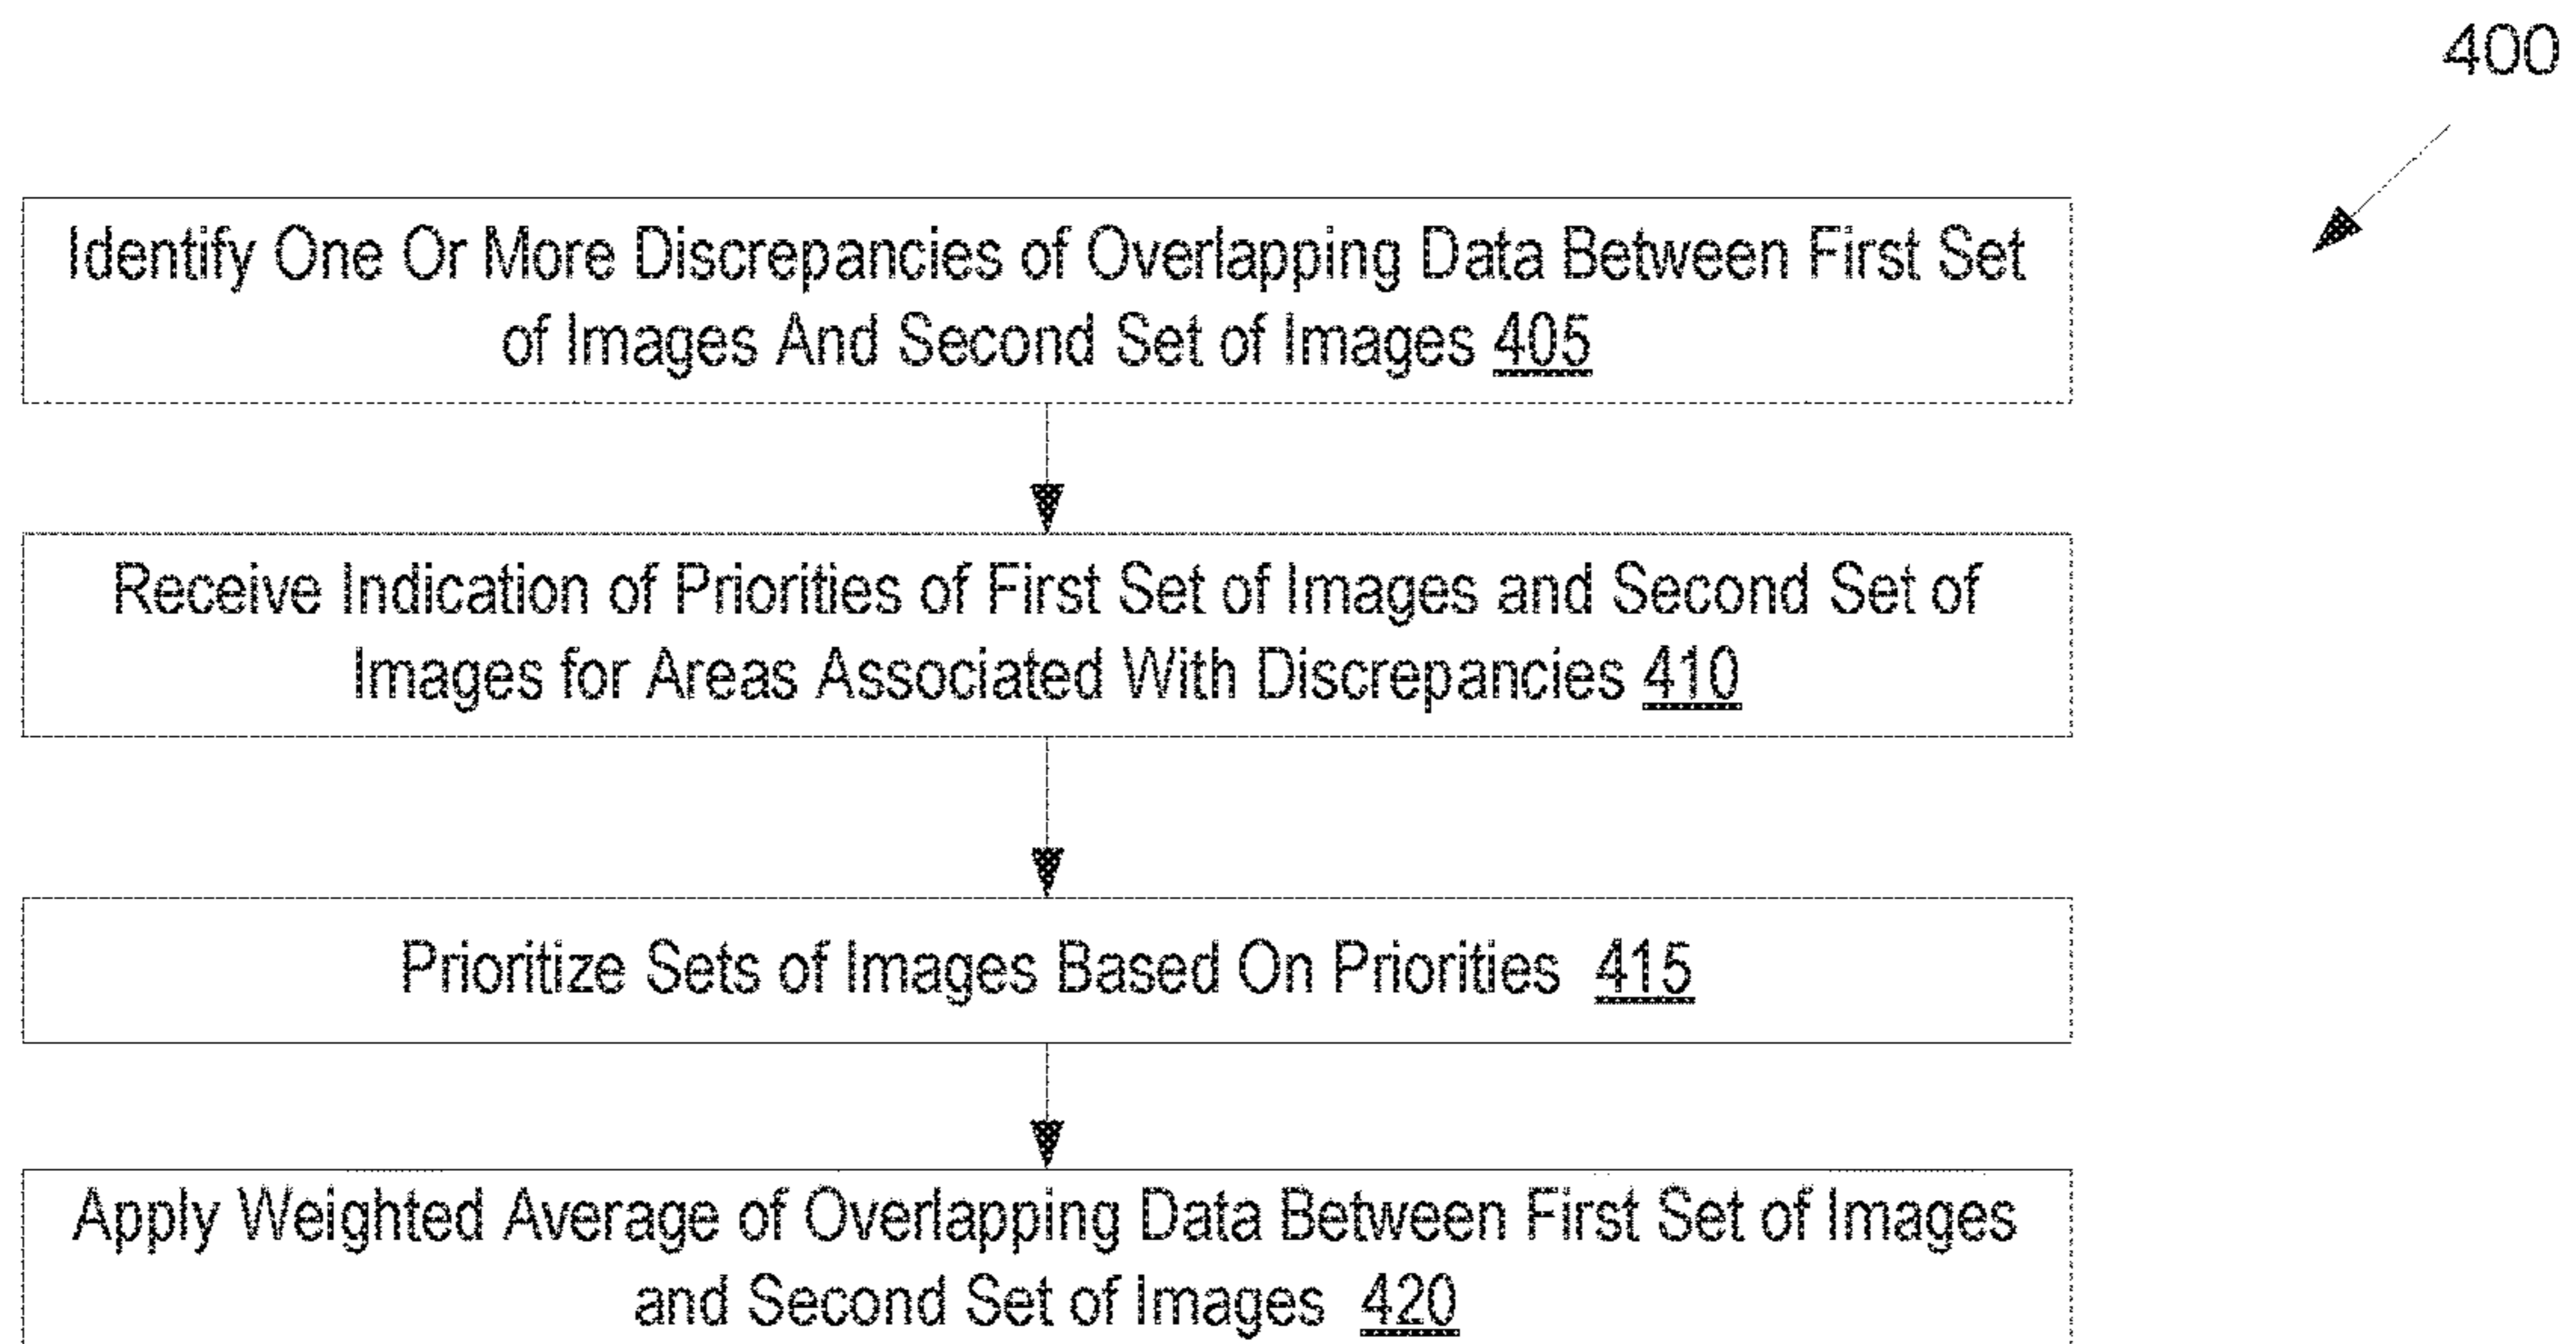 400
Identify One Or More Discrepancies of Overlapping Data Between First Set
of Images And Second Set of Images 405
Receive Indication of Priorities of First Set of Images and Second Set of
Images for Areas Associated With Discrepancies 410
Prioritize Sets of Images Based On Priorities 415
Apply Weighted Average of Overlapping Data Between First Set of Images
and Second Set of Images 420